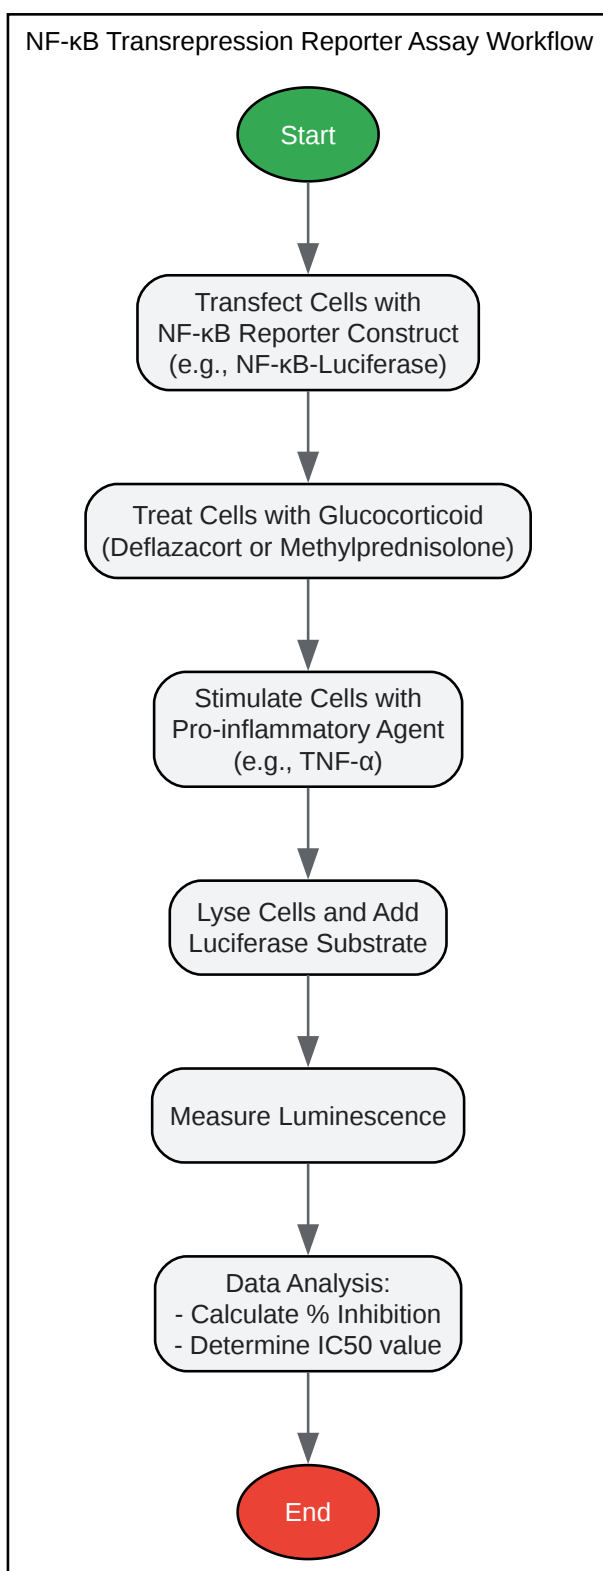 NF-κB Transrepression Reporter Assay Workflow
Start
Transfect Cells with
NF-κB Reporter Construct
(e.g., NF-κB-Luciferase)
Treat Cells with Glucocorticoid
(Deflazacort or Methylprednisolone)
Stimulate Cells with
Pro-inflammatory Agent
(e.g., TNF-α)
Lyse Cells and Add
Luciferase Substrate
Measure Luminescence
Data Analysis:
- Calculate % Inhibition
- Determine IC50 value
End